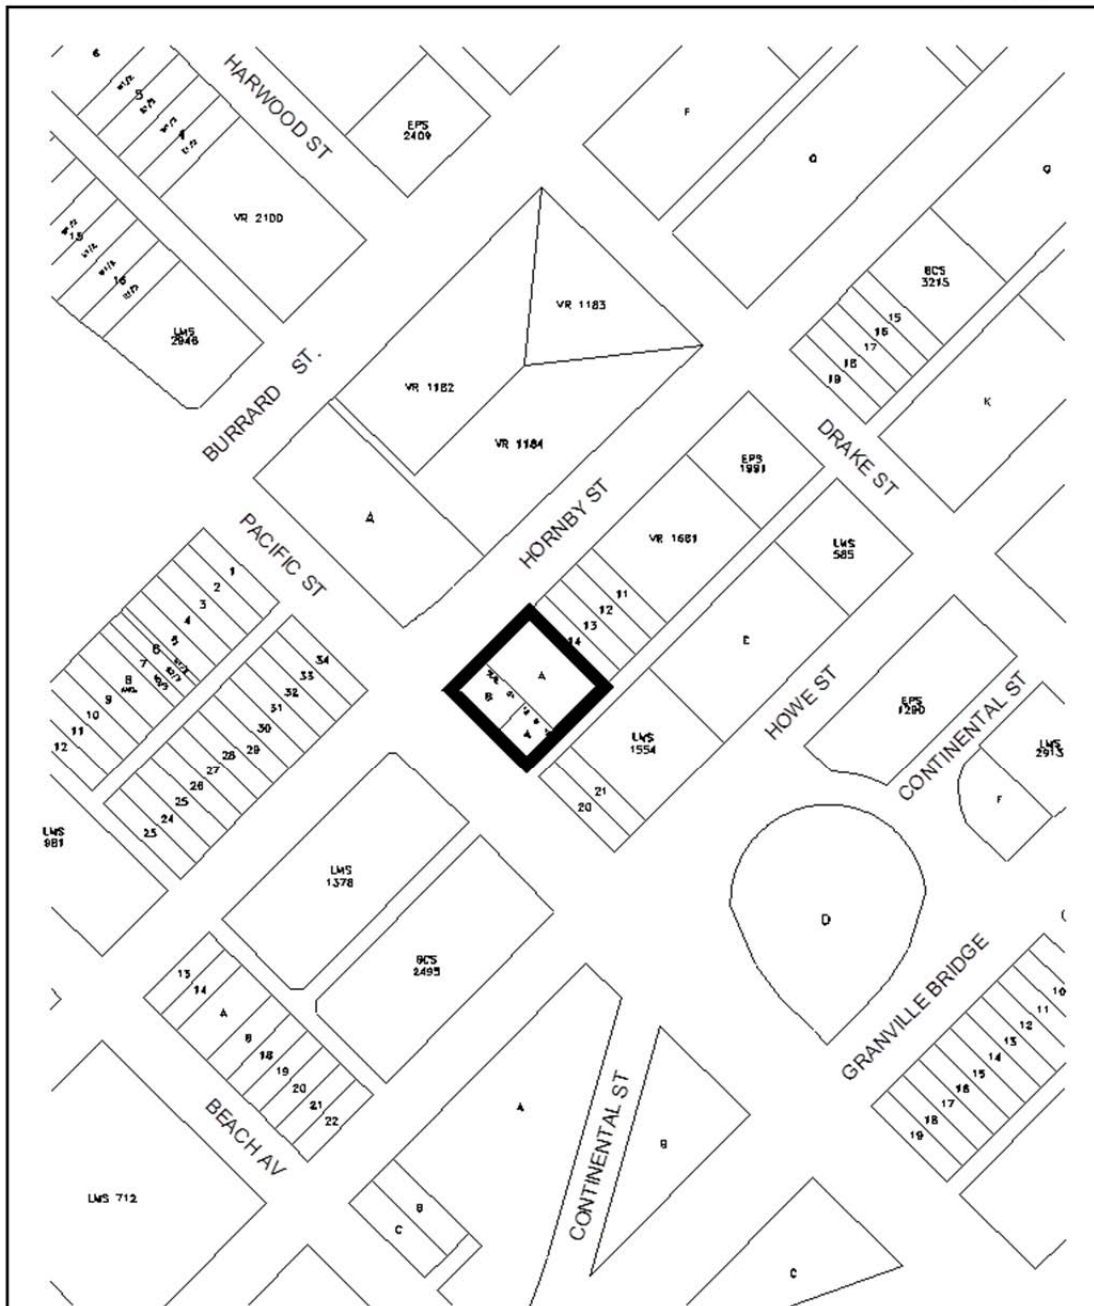 6
5
HARWOOD ST
EPS
2409
F
G
G
VR 2100
BCS
3215
VR 1183
15
16
17
18
19
LMS
2946
BURRARD ST.
VR 1182
VR 1184
K
DRAKE ST
EPS
1991
A
HORNBY ST
PACIFIC ST
VR 1681
LMS
585
1
2
3
4
5
6
7
8
9
10
11
12
11
12
13
14
E
34
33
32
31
30
29
28
27
26
25
24
23
A
B
A
LMS
1554
21
20
HOWE ST
EPS
1290
CONTINENTAL ST
LMS
2913
F
LMS
981
LMS
1378
D
BCS
2495
13
14
A
B
18
19
20
21
22
GRANVILLE BRIDGE
10
11
12
13
14
15
16
17
18
19
BEACH AV
A
CONTINENTAL ST
B
LMS 712
B
C
C